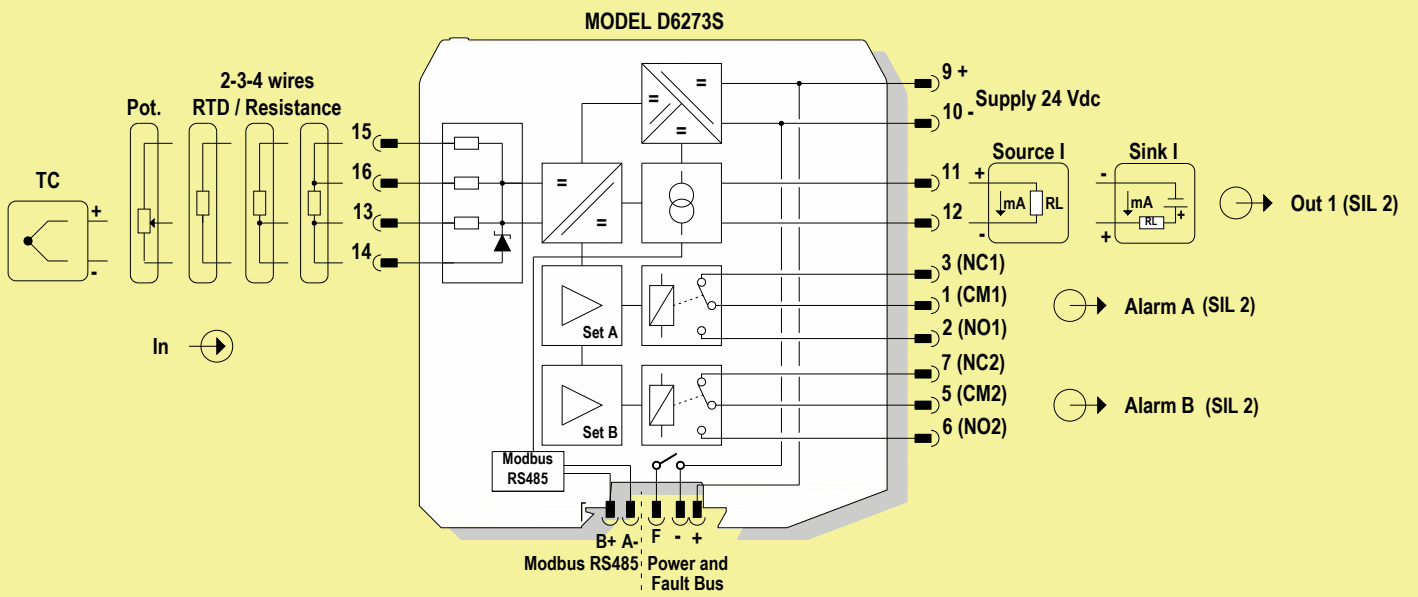 MODEL D6273S
2-3-4 wires
Pot. RTD / Resistance
TC
+
-
15
16
13
14
In
=
=
=
=
=
Set A
Set B
Modbus
RS485
9 +
Supply 24 Vdc
10 -
11
12
Source I
+
mA RL
-
Sink I
-
mA
+
RL
+
Out 1 (SIL 2)
3 (NC1)
1 (CM1)
2 (NO1)
Alarm A (SIL 2)
7 (NC2)
5 (CM2)
6 (NO2)
Alarm B (SIL 2)
B+ A- F - +
Modbus RS485 Power and
Fault Bus